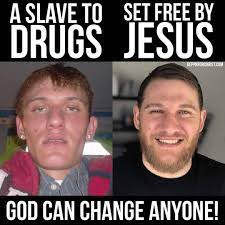 A SLAVE TO
DRUGS
SET FREE BY
JESUS
GOD CAN CHANGE ANYONE!